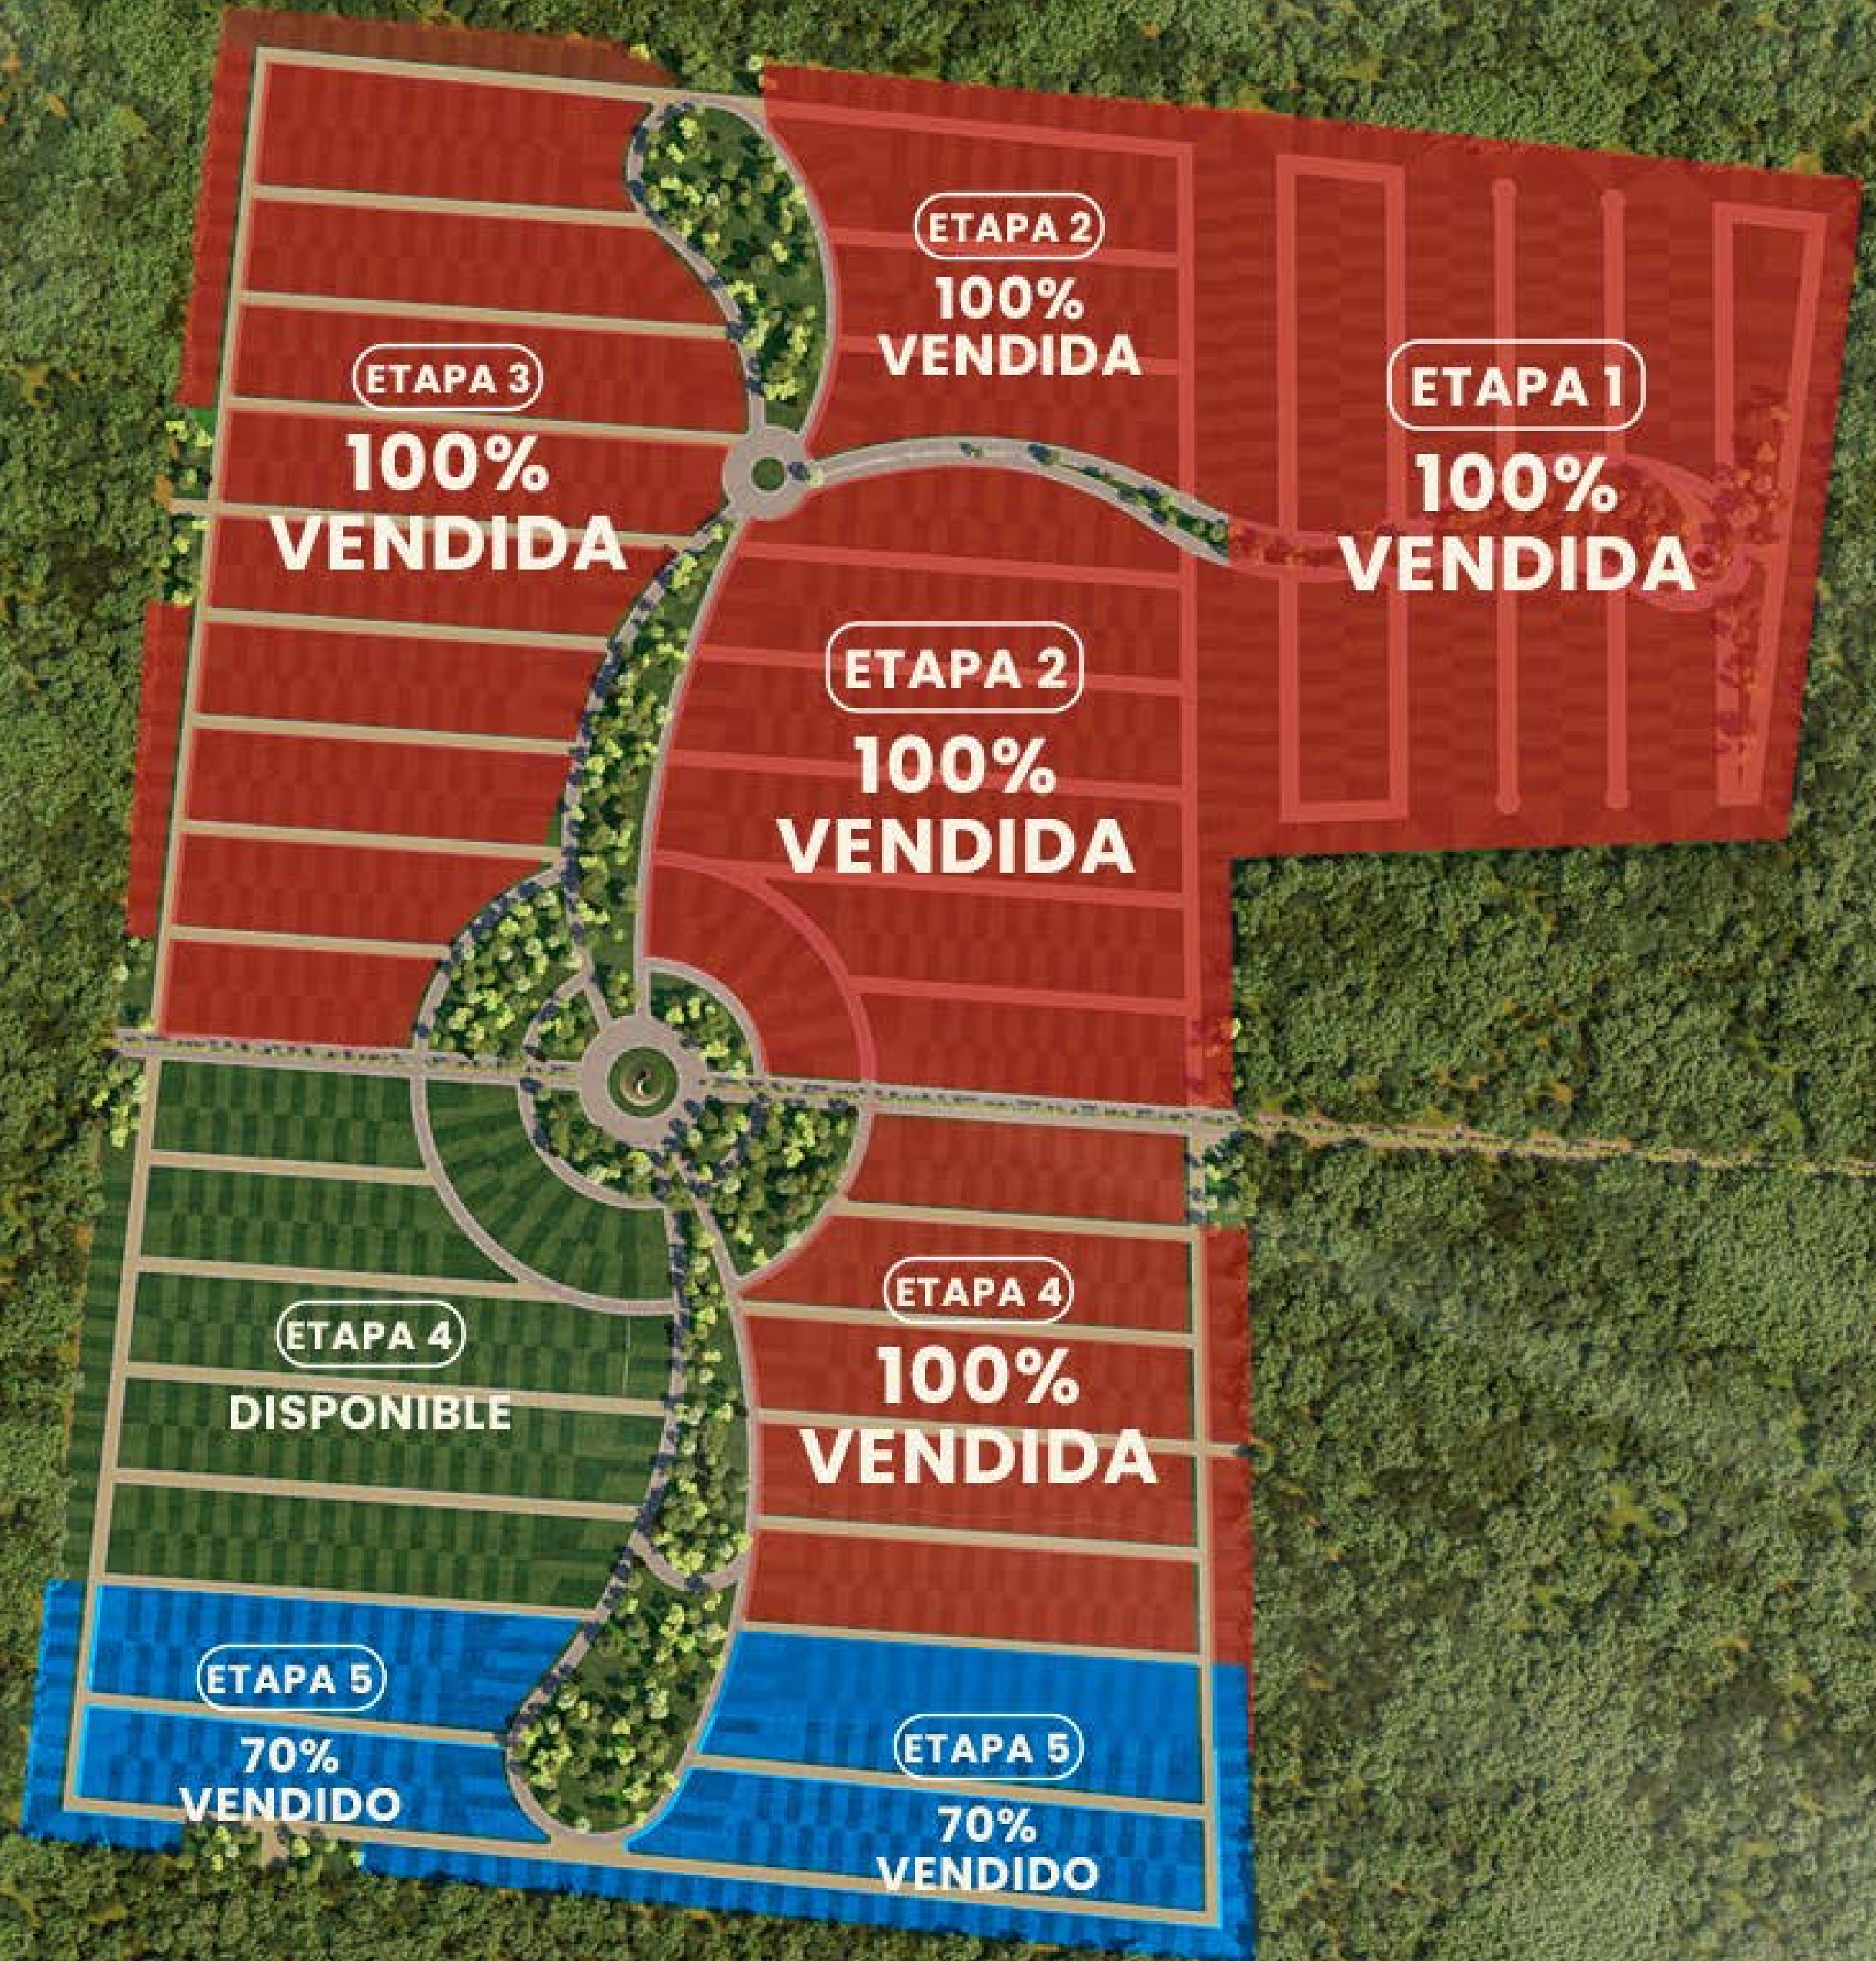 ETAPA 2
100%
VENDIDA
ETAPA 1
100%
VENDIDA
ETAPA 3
100%
VENDIDA
ETAPA 2
100%
VENDIDA
ETAPA 4
DISPONIBLE
ETAPA 4
100%
VENDIDA
ETAPA 5
70%
VENDIDO
ETAPA 5
70%
VENDIDO